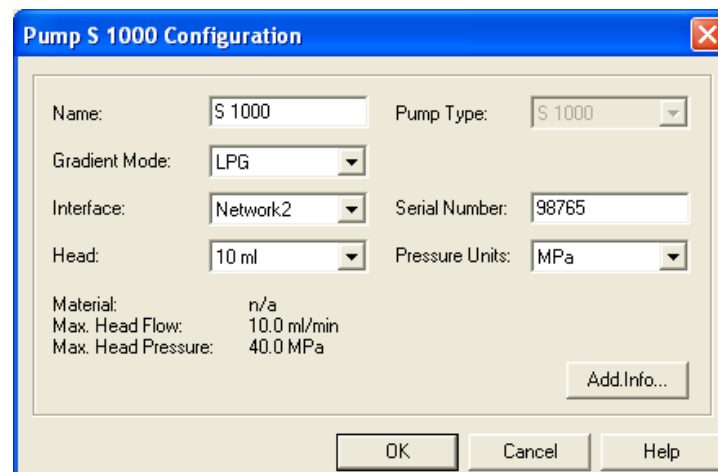 Pump S 1000 Configuration
Name: S 1000 Pump Type: S 1000
Gradient Mode: LPG
Interface: Network2 Serial Number: 98765
Head: 10 ml Pressure Units: MPa
Material: n/a
Max. Head Flow: 10.0 ml/min
Max. Head Pressure: 40.0 MPa
Add.Info...
OK Cancel Help